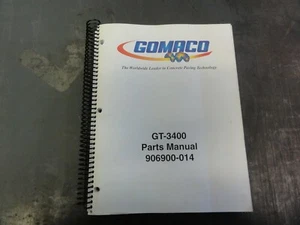 GOMACO
The Worldwide Leader in Concrete Paving Technology
GT-3400
Parts Manual
906900-014